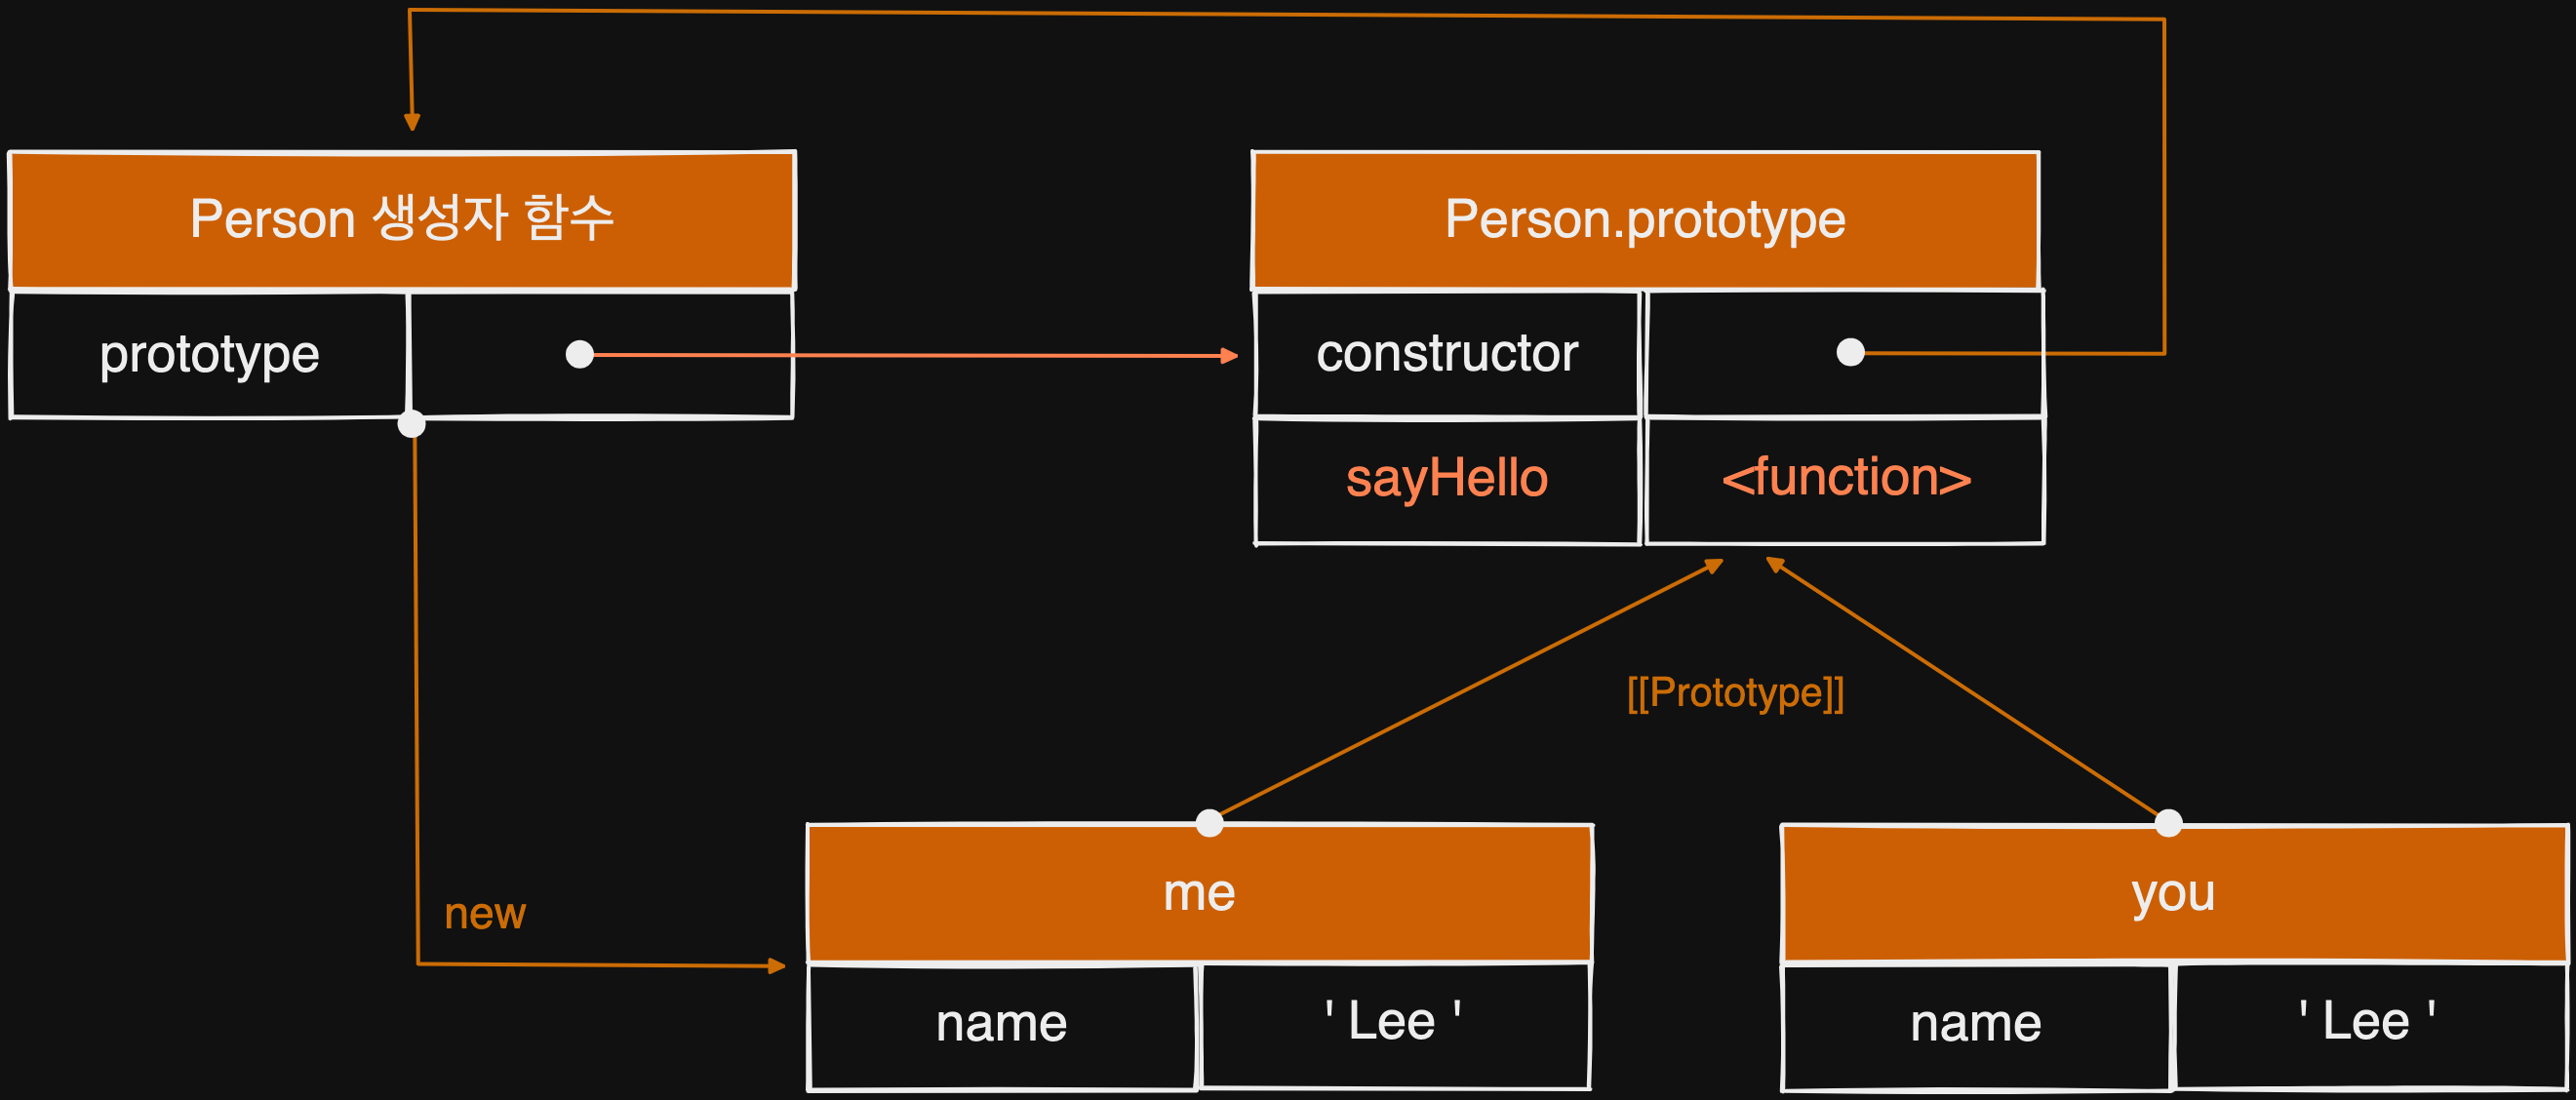 Person 생성자 함수
prototype
Person.prototype
constructor
sayHello
<function>
[[Prototype]]
new
me
name
' Lee '
you
name
' Lee '